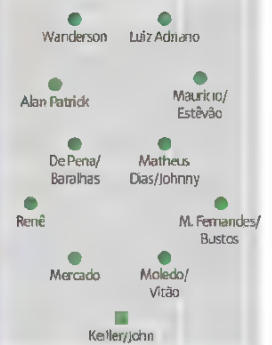 Wanderson
Luiz Adriano
Alan Patrick
Mauricio/
Estêvão
De Pena/
Baralhas
Matheus
Dias/Johnny
Renê
M. Fernandes/
Bustos
Mercado
Moledo/
Vitão
Keiller/John